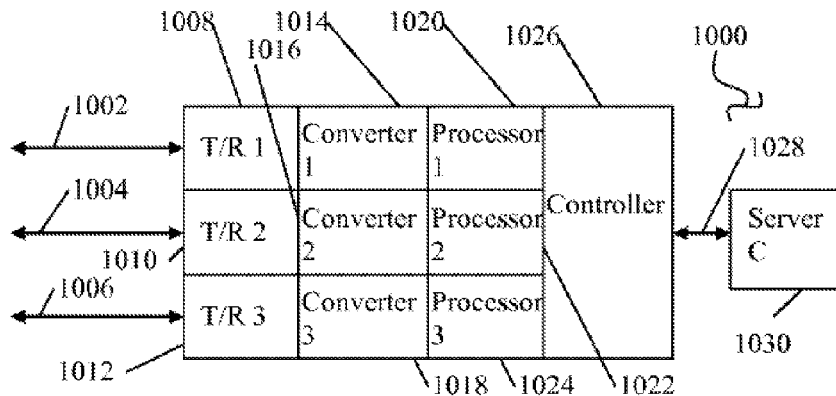 1008
1014
1020
1026
1000
1016
1002
T/R 1
Converter
1
Processor
1
1028
1004
T/R 2
Converter
2
Processor
2
Controller
Server
C
1010
1006
T/R 3
Converter
3
Processor
3
1030
1012
1018
1024
1022